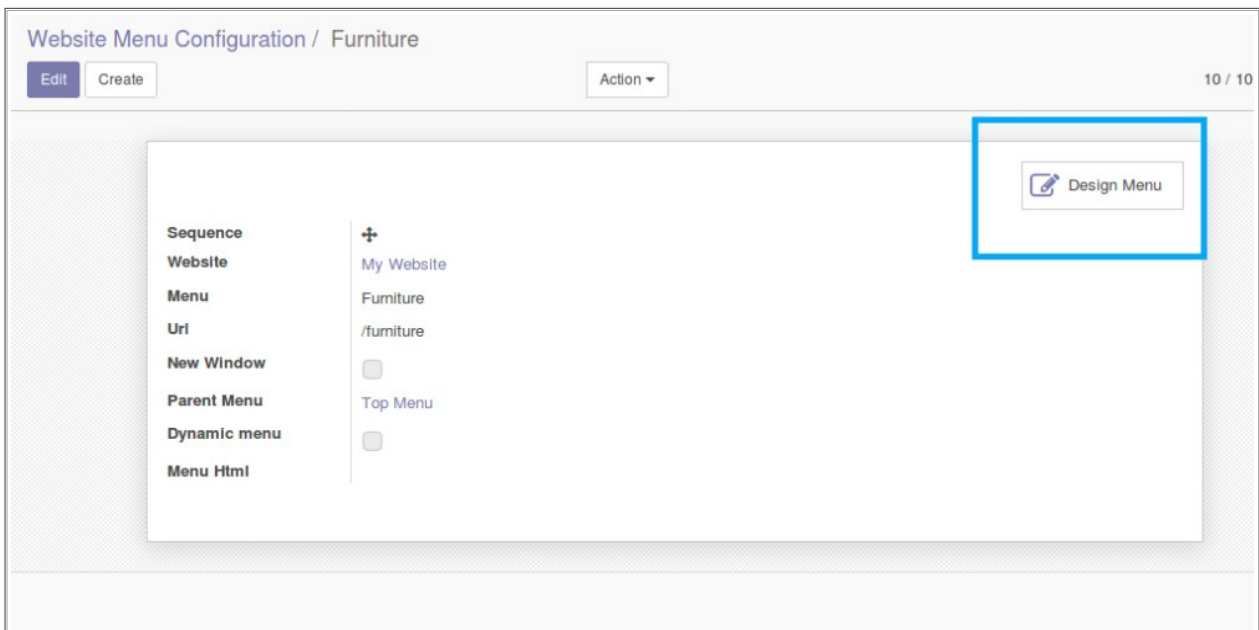 Website Menu Configuration / Furniture
Edit Create Action 10 / 10
Design Menu
Sequence
Website My Website
Menu Furniture
Url /furniture
New Window
Parent Menu Top Menu
Dynamic menu
Menu Html